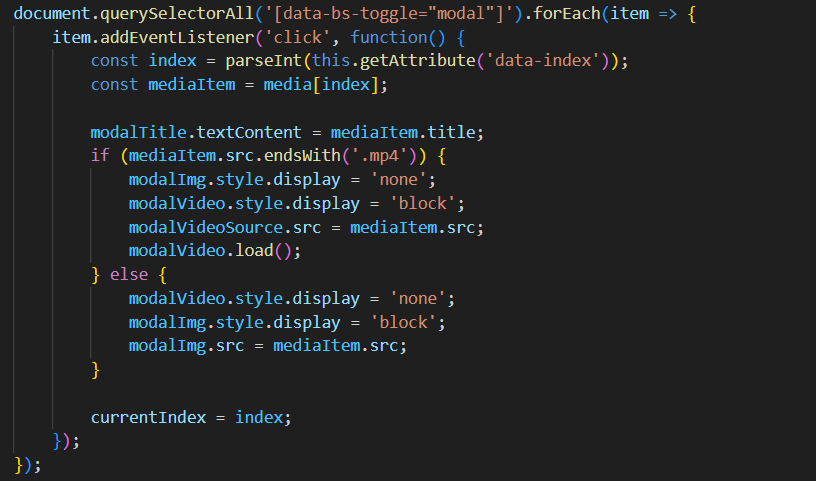 document.querySelectorAll('[data-bs-toggle="modal"]').forEach(item => {
    item.addEventListener('click', function() {
        const index = parseInt(this.getAttribute('data-index'));
        const mediaItem = media[index];

        modalTitle.textContent = mediaItem.title;
        if (mediaItem.src.endsWith('.mp4')) {
            modalImg.style.display = 'none';
            modalVideo.style.display = 'block';
            modalVideoSource.src = mediaItem.src;
            modalVideo.load();
        } else {
            modalVideo.style.display = 'none';
            modalImg.style.display = 'block';
            modalImg.src = mediaItem.src;
        }

        currentIndex = index;
    });
});